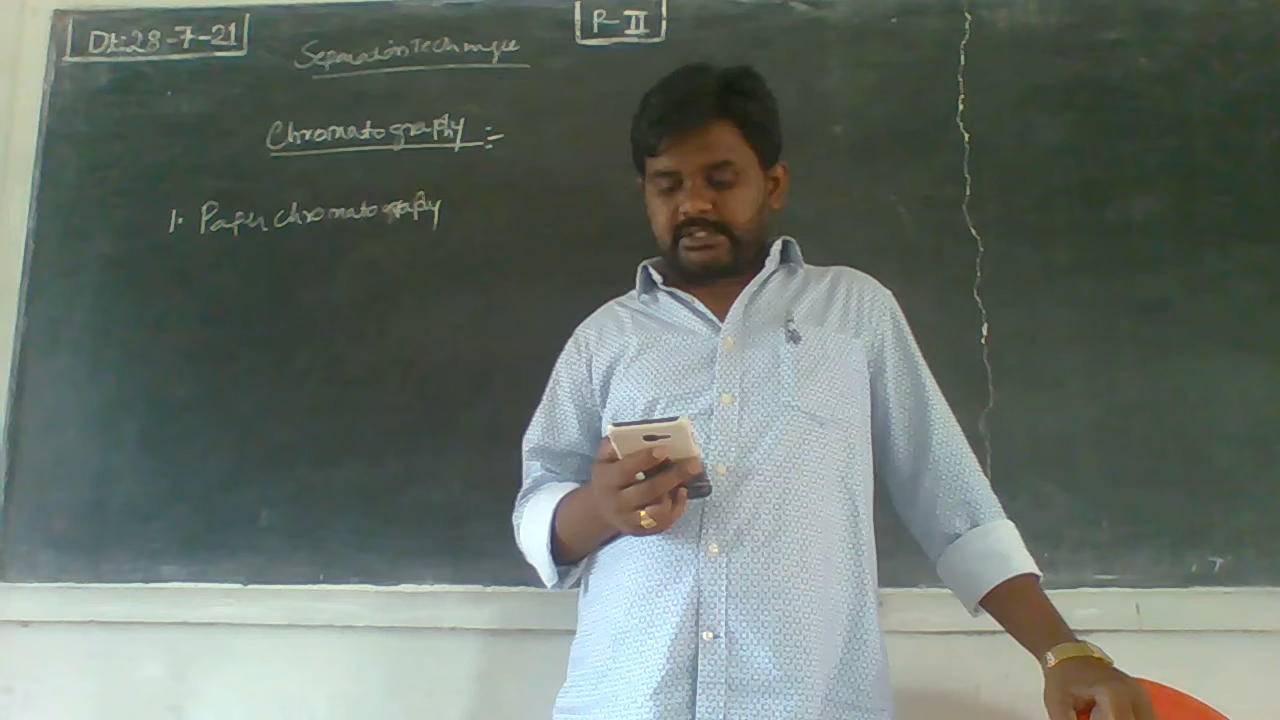 Dt:28-7-21
P-II
Separation Technique
Chromatography :-
1. Paper chromatography